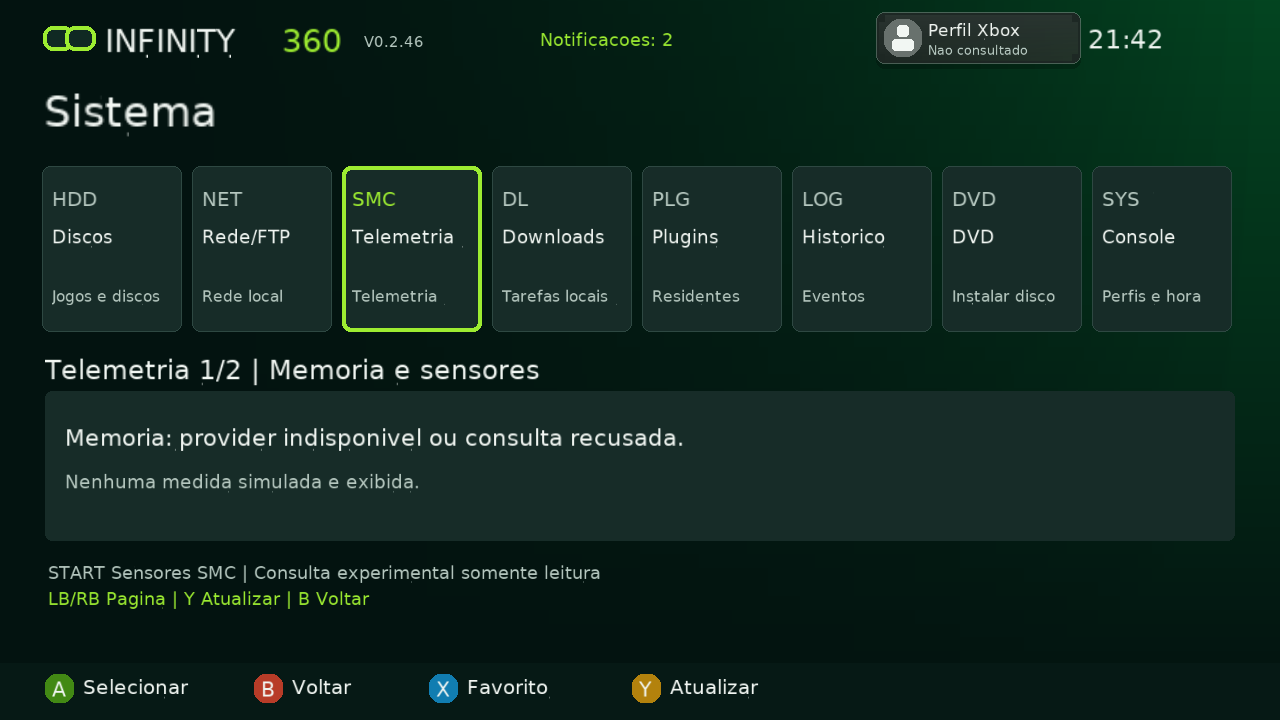 INFINITY 360 V0.2.46 Notificacoes: 2 Perfil Xbox 21:42
Nao consultado
Sistema
HDD NET SMC DL PLG LOG DVD SYS
Discos Rede/FTP Telemetria Downloads Plugins Historico DVD Console
Jogos e discos Rede local Telemetria Tarefas locais Residentes Eventos Instalar disco Perfis e hora
Telemetria 1/2 | Memoria e sensores
Memoria: provider indisponivel ou consulta recusada.
Nenhuma medida simulada e exibida.
START Sensores SMC | Consulta experimental somente leitura
LB/RB Pagina | Y Atualizar | B Voltar
A Selecionar B Voltar X Favorito Y Atualizar